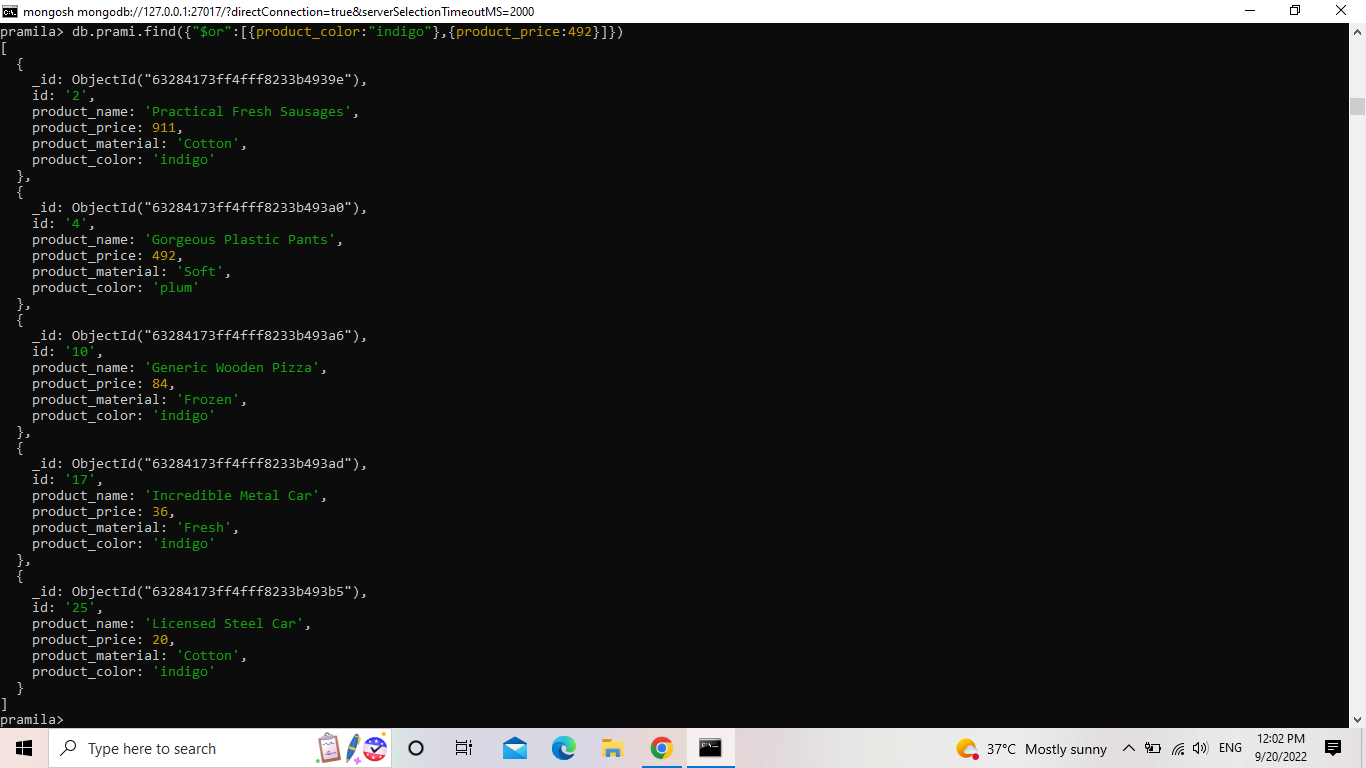 mongosh mongodb://127.0.0.1:27017/?directConnection=true&serverSelectionTimeoutMS=2000
pramila> db.prami.find({"$or":[{product_color:"indigo"},{product_price:492}]})
[
  {
    _id: ObjectId("63284173ff4fff8233b4939e"),
    id: '2',
    product_name: 'Practical Fresh Sausages',
    product_price: 911,
    product_material: 'Cotton',
    product_color: 'indigo'
  },
  {
    _id: ObjectId("63284173ff4fff8233b493a0"),
    id: '4',
    product_name: 'Gorgeous Plastic Pants',
    product_price: 492,
    product_material: 'Soft',
    product_color: 'plum'
  },
  {
    _id: ObjectId("63284173ff4fff8233b493a6"),
    id: '10',
    product_name: 'Generic Wooden Pizza',
    product_price: 84,
    product_material: 'Frozen',
    product_color: 'indigo'
  },
  {
    _id: ObjectId("63284173ff4fff8233b493ad"),
    id: '17',
    product_name: 'Incredible Metal Car',
    product_price: 36,
    product_material: 'Fresh',
    product_color: 'indigo'
  },
  {
    _id: ObjectId("63284173ff4fff8233b493b5"),
    id: '25',
    product_name: 'Licensed Steel Car',
    product_price: 20,
    product_material: 'Cotton',
    product_color: 'indigo'
  }
]
pramila>
Type here to search
37°C Mostly sunny
ENG
12:02 PM
9/20/2022